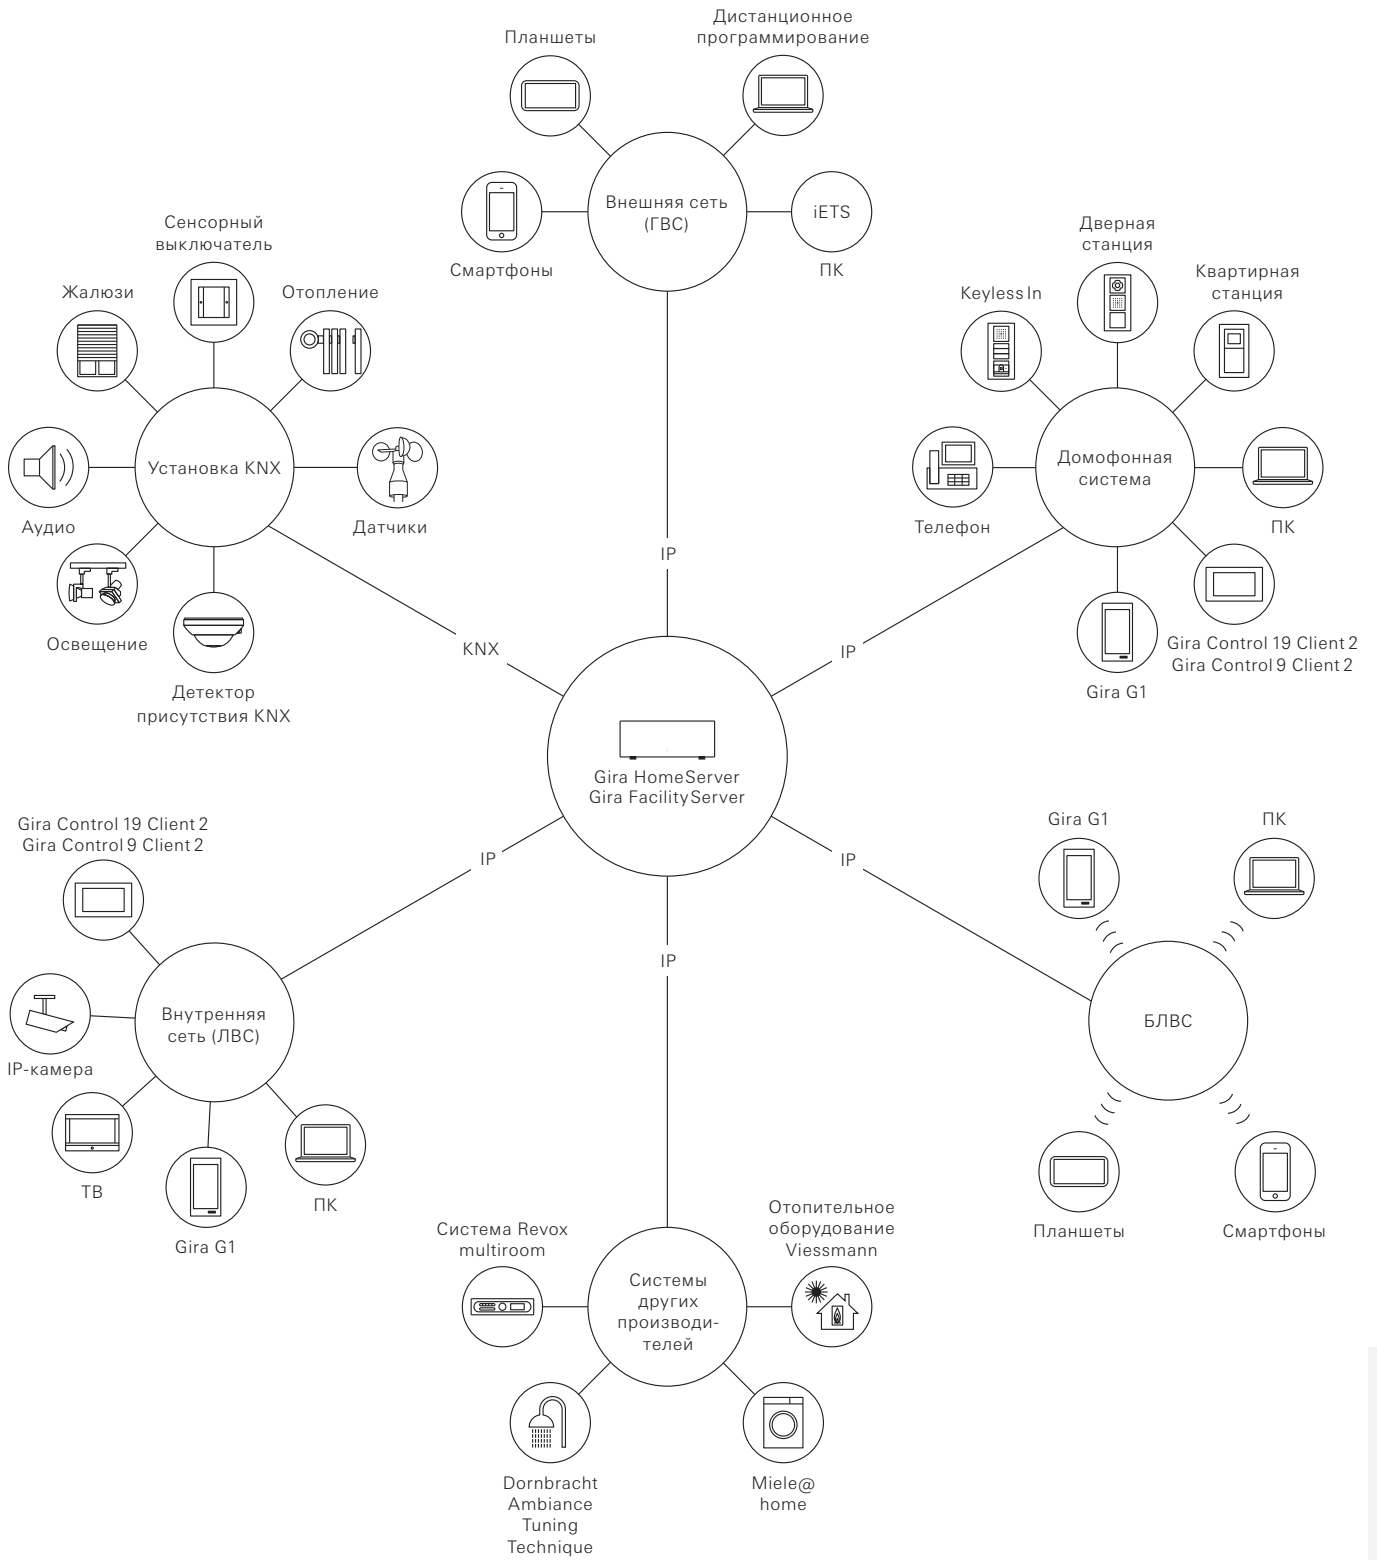 Планшеты
Дистанционное
программирование
Внешняя сеть
(ГВС)
iETS
Смартфоны
ПК
Сенсорный
выключатель
Жалюзи
Отопление
Установка KNX
Аудио
Датчики
Освещение
Детектор
присутствия KNX
KNX
IP
Дверная
станция
Keyless In
Квартирная
станция
Домофонная
система
Телефон
ПК
Gira Control 19 Client 2
Gira Control 9 Client 2
Gira G1
IP
Gira HomeServer
Gira FacilityServer
Gira Control 19 Client 2
Gira Control 9 Client 2
IP
Внутренняя
сеть (ЛВС)
IP-камера
ТВ
Gira G1
ПК
IP
IP
Gira G1
ПК
БЛВС
Планшеты
Смартфоны
Система Revox
multiroom
Отопительное
оборудование
Viessmann
Системы
других
производи-
телей
Dornbracht
Ambiance
Tuning
Technique
Miele@
home